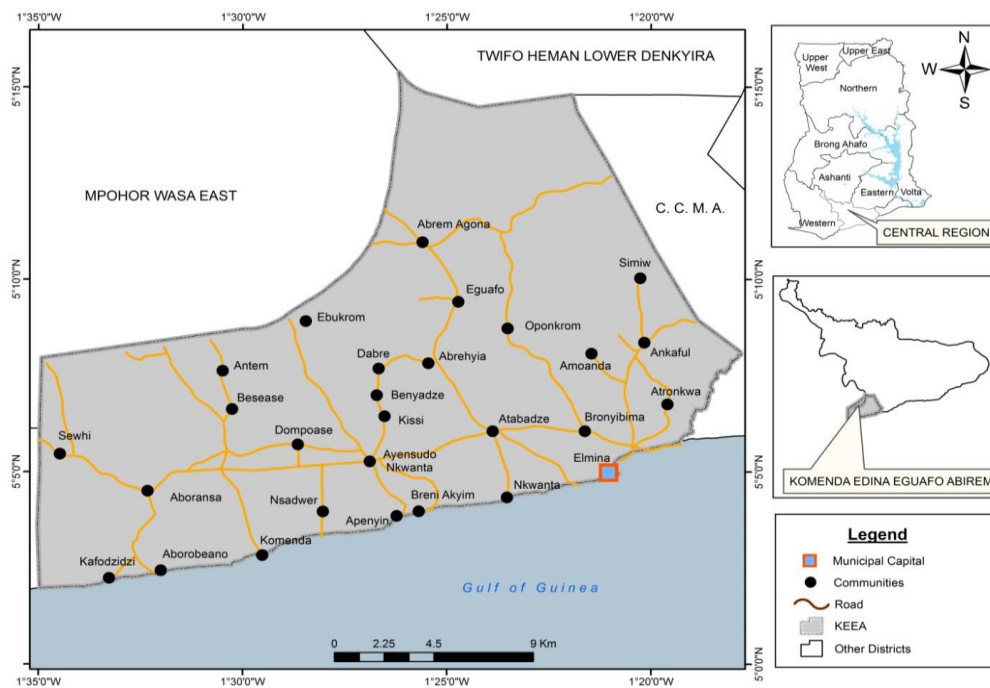 1°35'0"W
1°30'0"W
1°25'0"W
1°20'0"W
TWIFO HEMAN LOWER DENKYIRA
5°15'0"N
5°15'0"N
MPOHOR WASA EAST
C. C. M. A.
Abrem Agona
Simiw
5°10'0"N
5°10'0"N
Eguafo
Ebukrom
Oponkrom
Ankaful
Dabre
Abrehyia
Amoanda
Antem
Benyadze
Atronkwa
Besease
Kissi
Dompoase
Atabadze
Bronyibima
Sewhi
Ayensudo
Nkwanta
Elmina
5°5'0"N
5°5'0"N
Aboransa
Nsadwer
Breni Akyim
Nkwanta
Apenyin
Komenda
Kafodzidzi
Aborobeano
Gulf of Guinea
0 2.25 4.5 9 Km
5°0'0"N
5°0'0"N
1°35'0"W
1°30'0"W
1°25'0"W
1°20'0"W
N
W
S
Upper
West
Upper East
Northern
Brong Ahafo
Ashanti
Eastern
Volta
Western
CENTRAL REGION
KOMENDA EDINA EGUAFO ABIREM
Legend
Municipal Capital
Communities
Road
KEEA
Other Districts